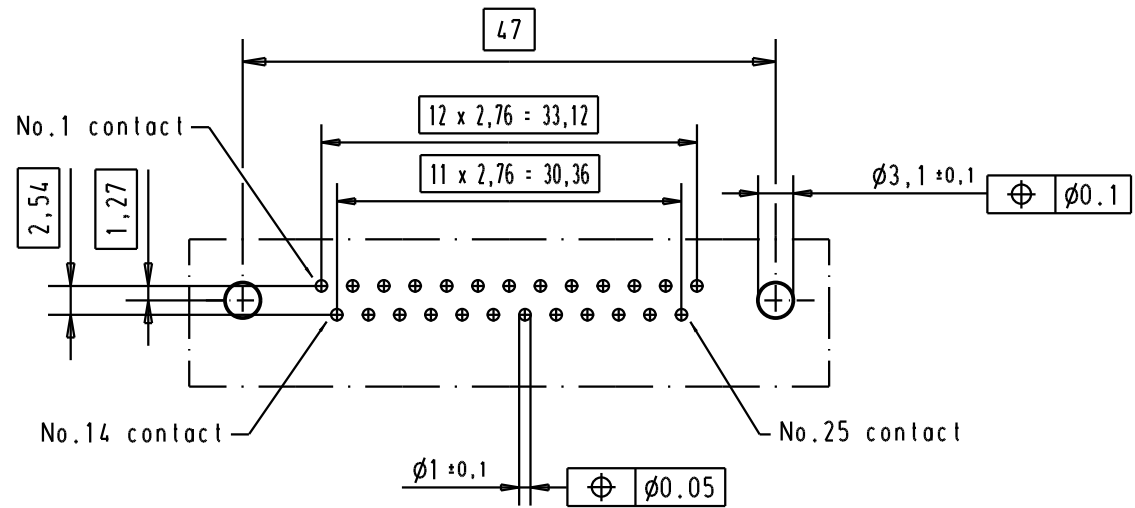 47
12 x 2,76 = 33,12
No.1 contact
11 x 2,76 = 30,36
2,54
1,27
Ø3,1 ±0,1
⌖ Ø0.1
No.14 contact
No.25 contact
Ø1 ±0,1
⌖ Ø0.05